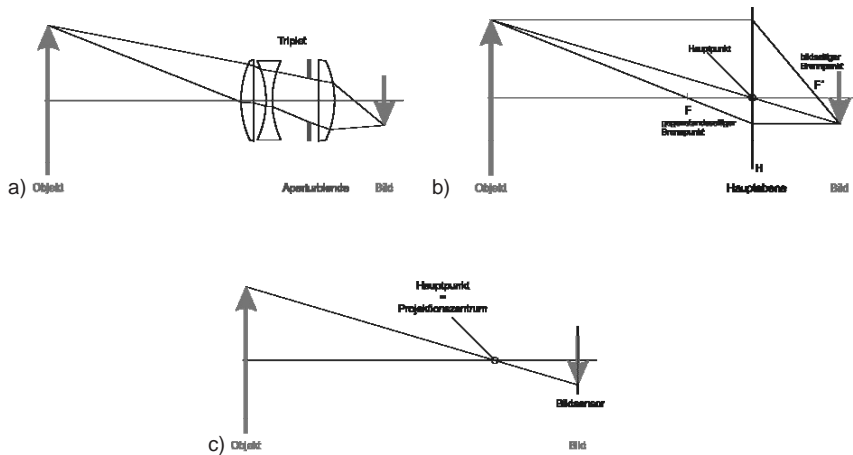 Triplet
a) Objekt
Aperturblende
Bild
Hauptpunkt
bildseitiger
Brennpunkt
F'
F
gegenstandsseitiger
Brennpunkt
H
b) Objekt
Hauptebene
Bild
Hauptpunkt
=
Projektionszentrum
Bildsensor
c) Objekt
Bild